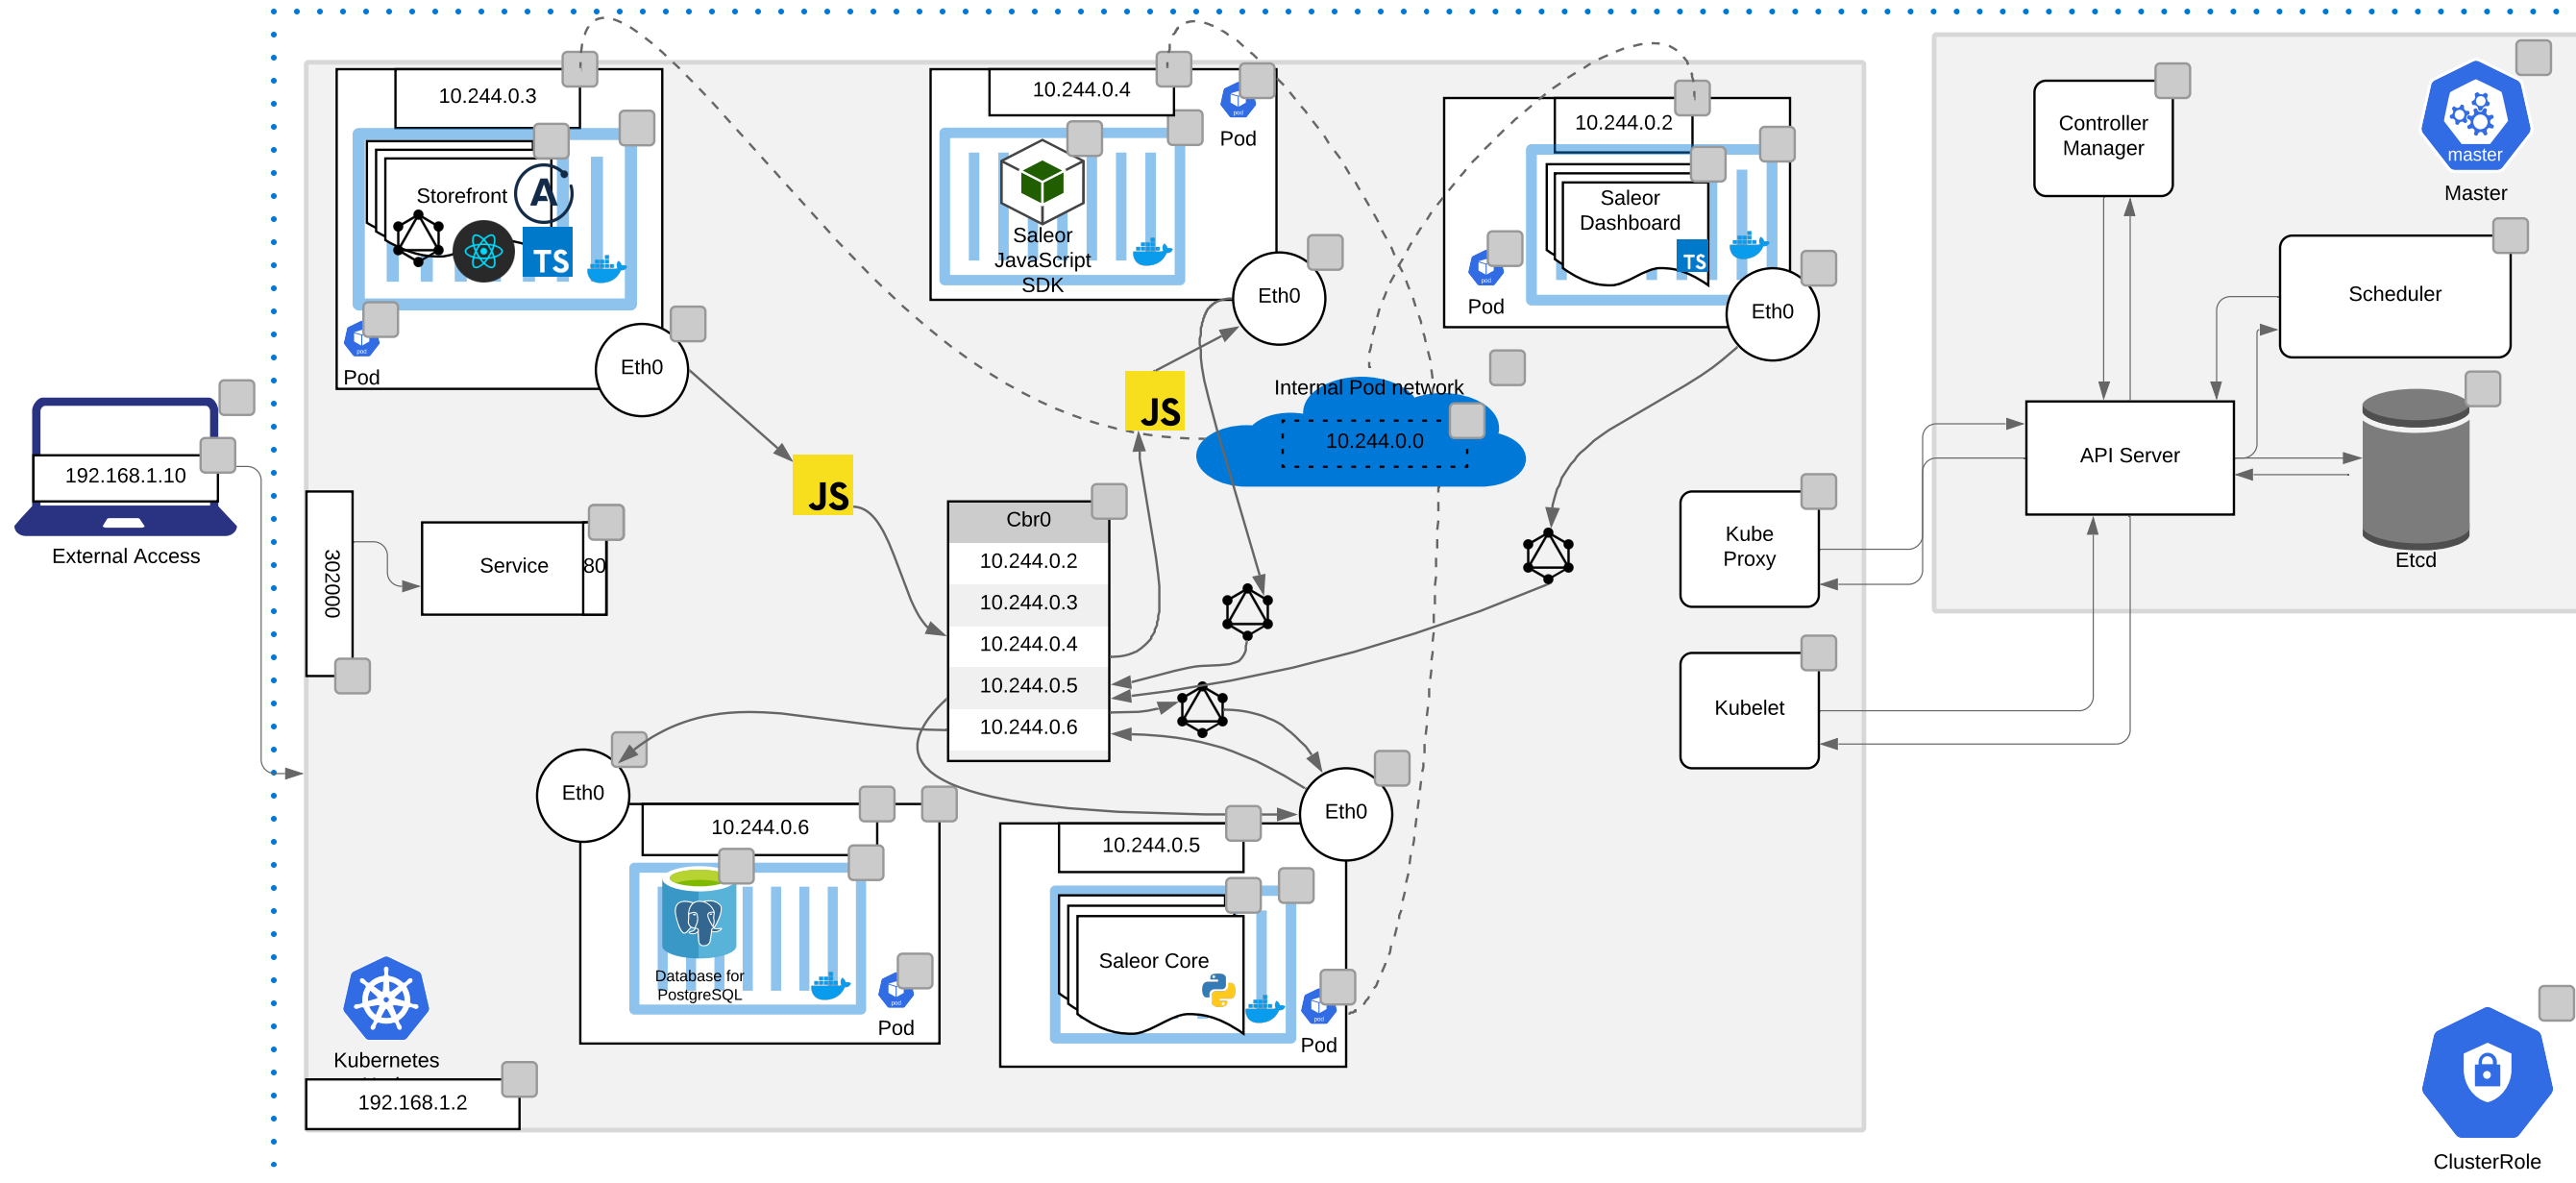 10.244.0.3
Storefront
A
TS
pod
Pod
Eth0
10.244.0.4
pod
Pod
Saleor
JavaScript
SDK
Eth0
10.244.0.2
Saleor
Dashboard
TS
pod
Pod
Eth0
Controller
Manager
master
Master
Scheduler
API Server
Etcd
192.168.1.10
External Access
302000
Service
80
JS
JS
Internal Pod network
10.244.0.0
Cbr0
10.244.0.2
10.244.0.3
10.244.0.4
10.244.0.5
10.244.0.6
Kube
Proxy
Kubelet
Eth0
10.244.0.6
Database for
PostgreSQL
pod
Pod
Eth0
10.244.0.5
Saleor Core
pod
Pod
Kubernetes
192.168.1.2
ClusterRole